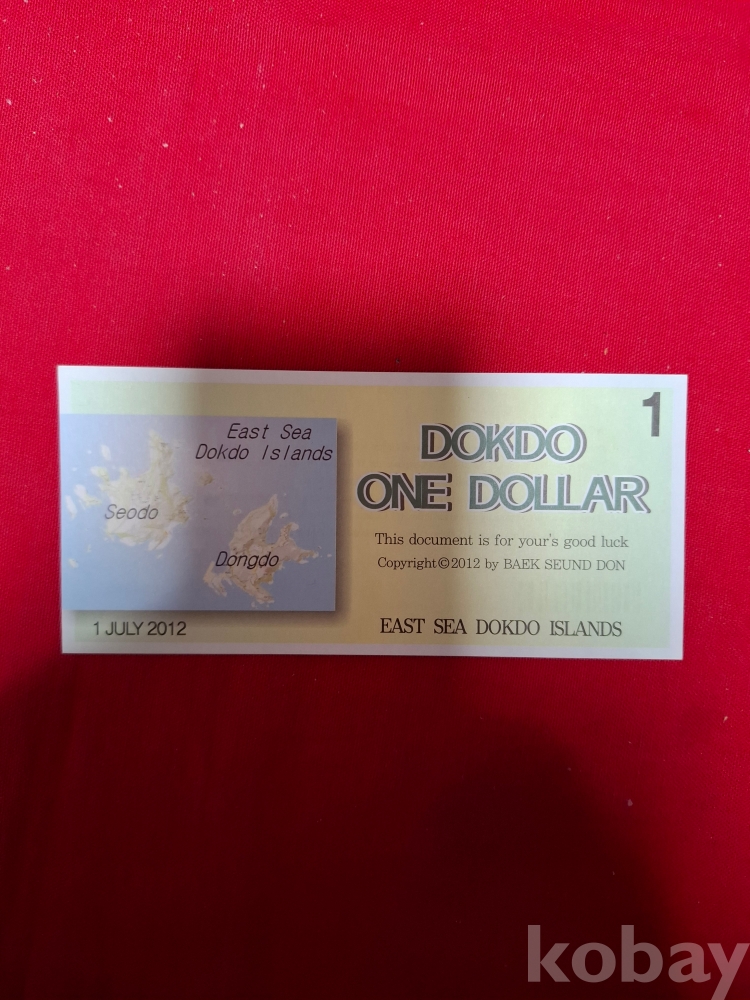 East Sea
Dokdo Islands
Seodo
Dongdo
1 JULY 2012
1
DOKDO
ONE DOLLAR
This document is for your's good luck
Copyright©2012 by BAEK SEUND DON
EAST SEA DOKDO ISLANDS
kobay